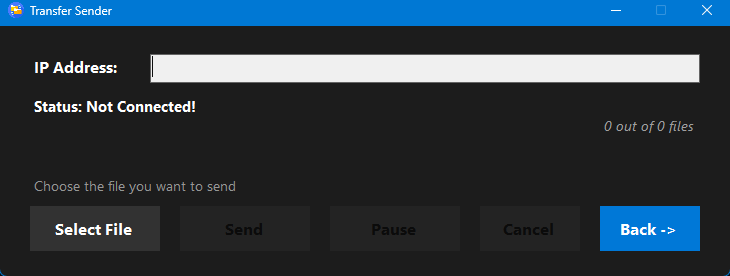 Transfer Sender
IP Address:
Status: Not Connected!
0 out of 0 files
Choose the file you want to send
Select File Send Pause Cancel Back ->